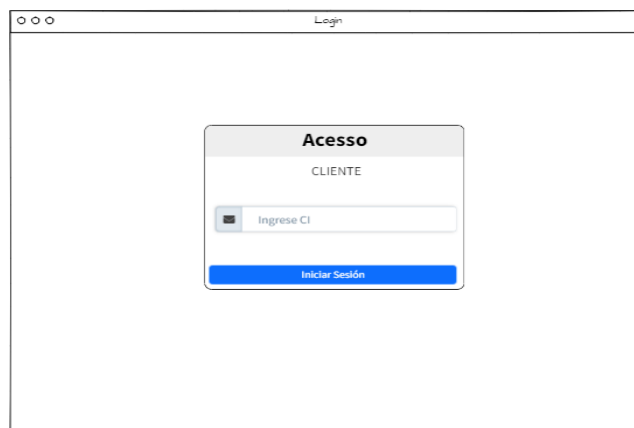 Login
Acesso
CLIENTE
Ingrese CI
Iniciar Sesión